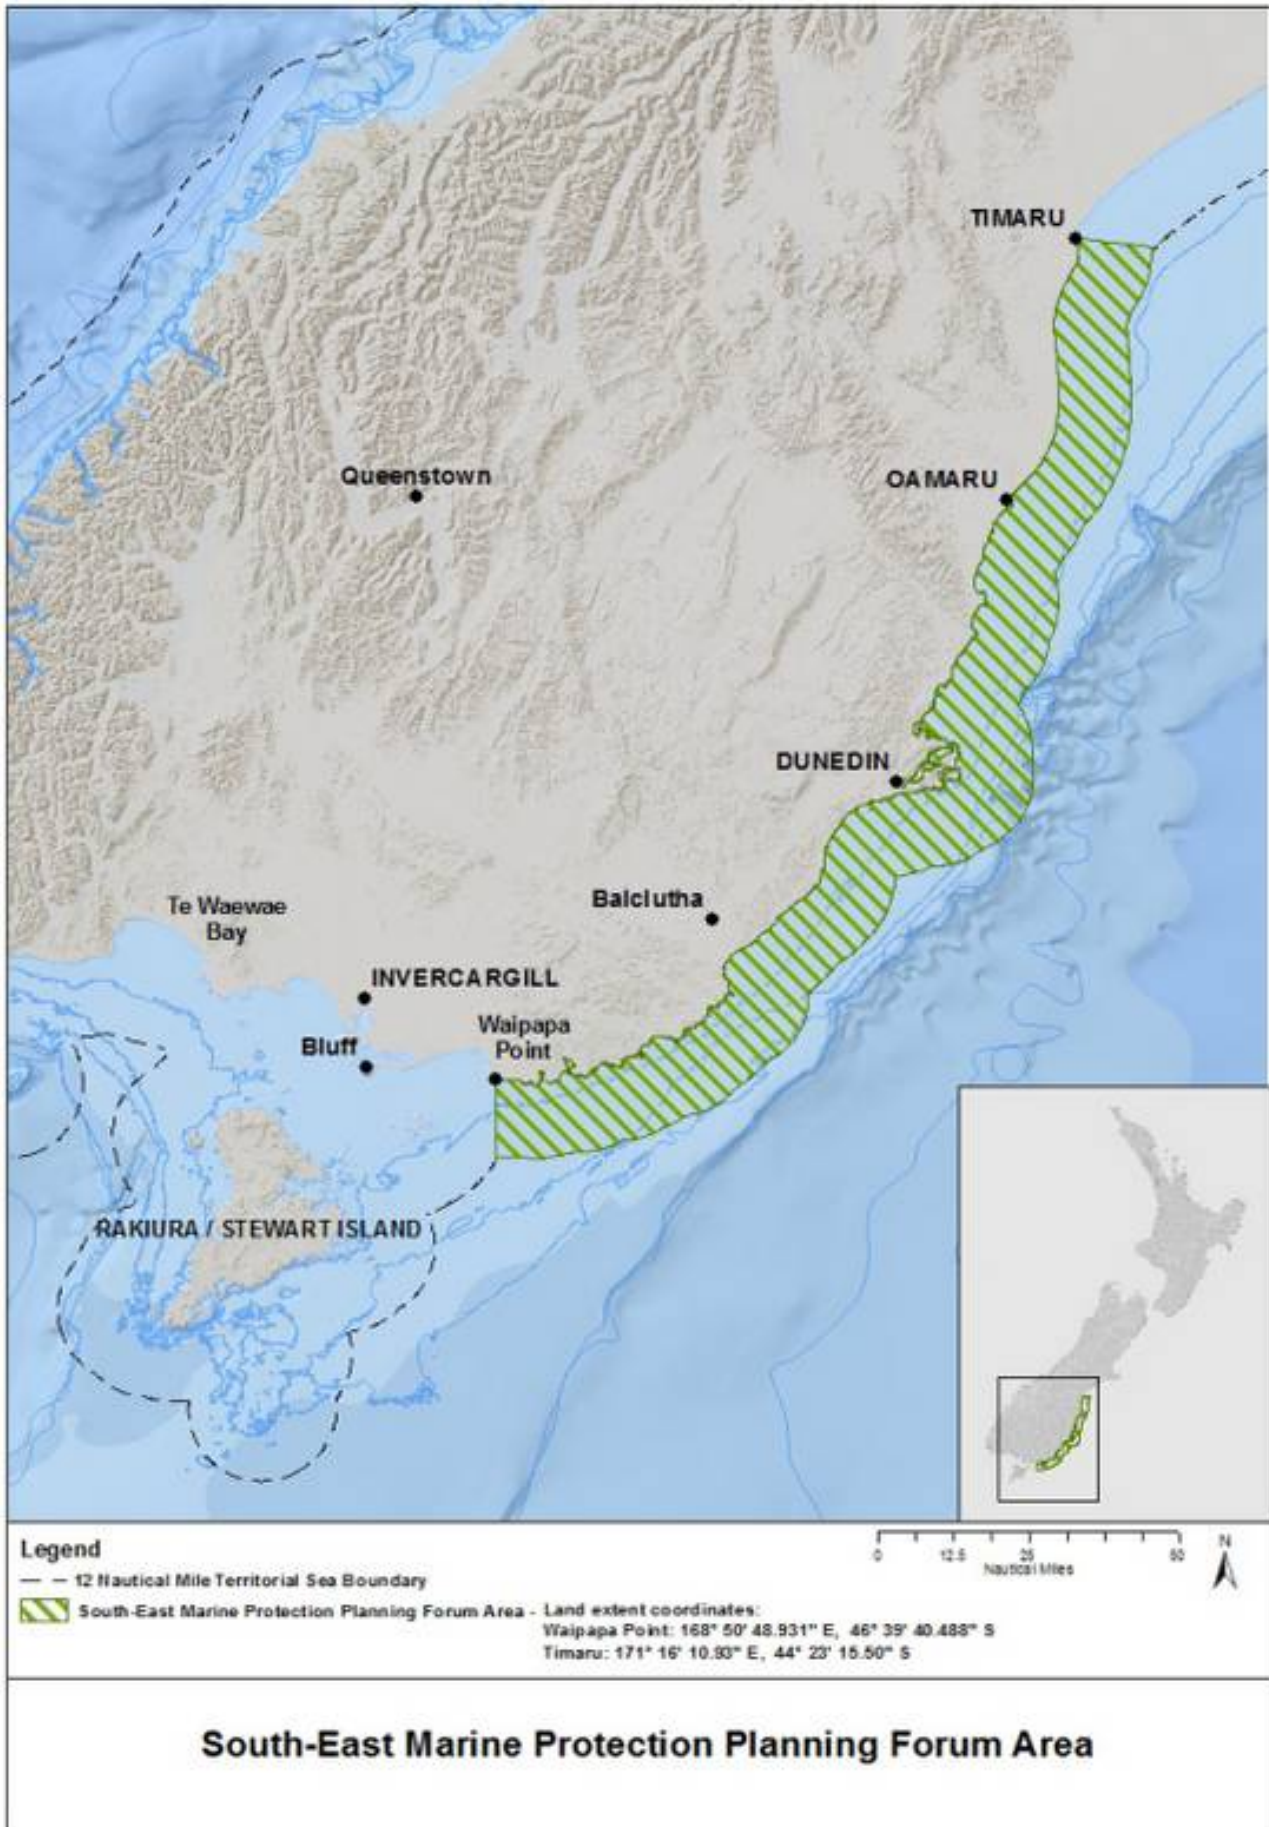 TIMARU
Queenstown
OAMARU
DUNEDIN
Balclutha
Te Waewae
Bay
INVERCARGILL
Waipapa
Point
Bluff
RAKIURA / STEWART ISLAND
Legend
12 Nautical Mile Territorial Sea Boundary
South-East Marine Protection Planning Forum Area - Land extent coordinates:
Waipapa Point: 168° 50' 48.931" E, 46° 39' 40.488" S
Timaru: 171° 16' 10.93" E, 44° 23' 15.50" S
0 12.5 25 50
Nautical Miles
N
South-East Marine Protection Planning Forum Area